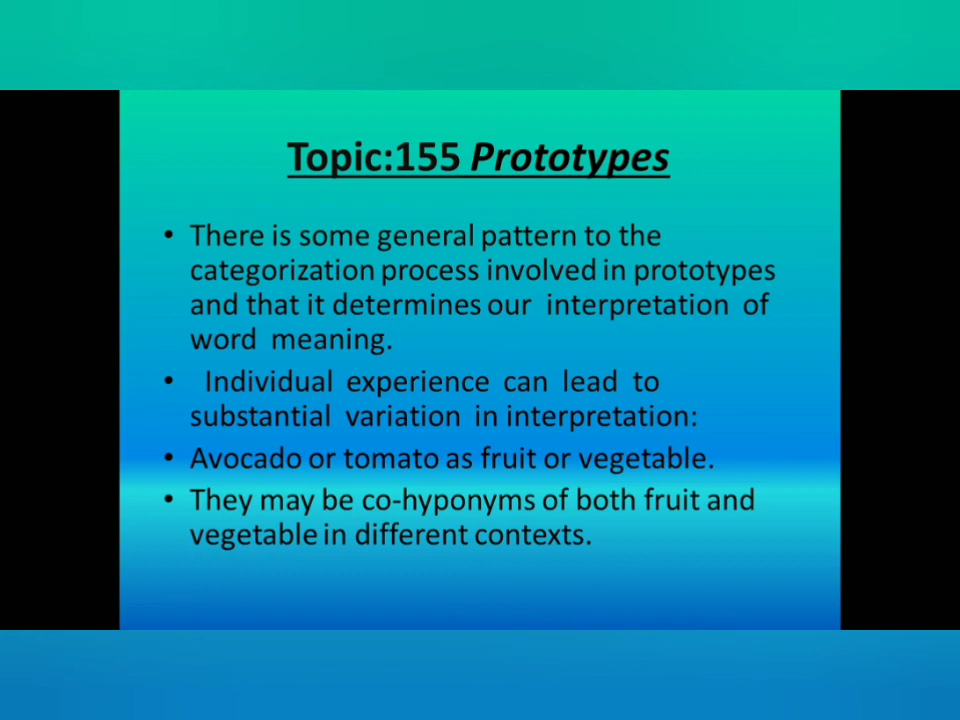 Topic:155 Prototypes
• There is some general pattern to the
categorization process involved in prototypes
and that it determines our interpretation of
word meaning.
• Individual experience can lead to
substantial variation in interpretation:
• Avocado or tomato as fruit or vegetable.
• They may be co-hyponyms of both fruit and
vegetable in different contexts.